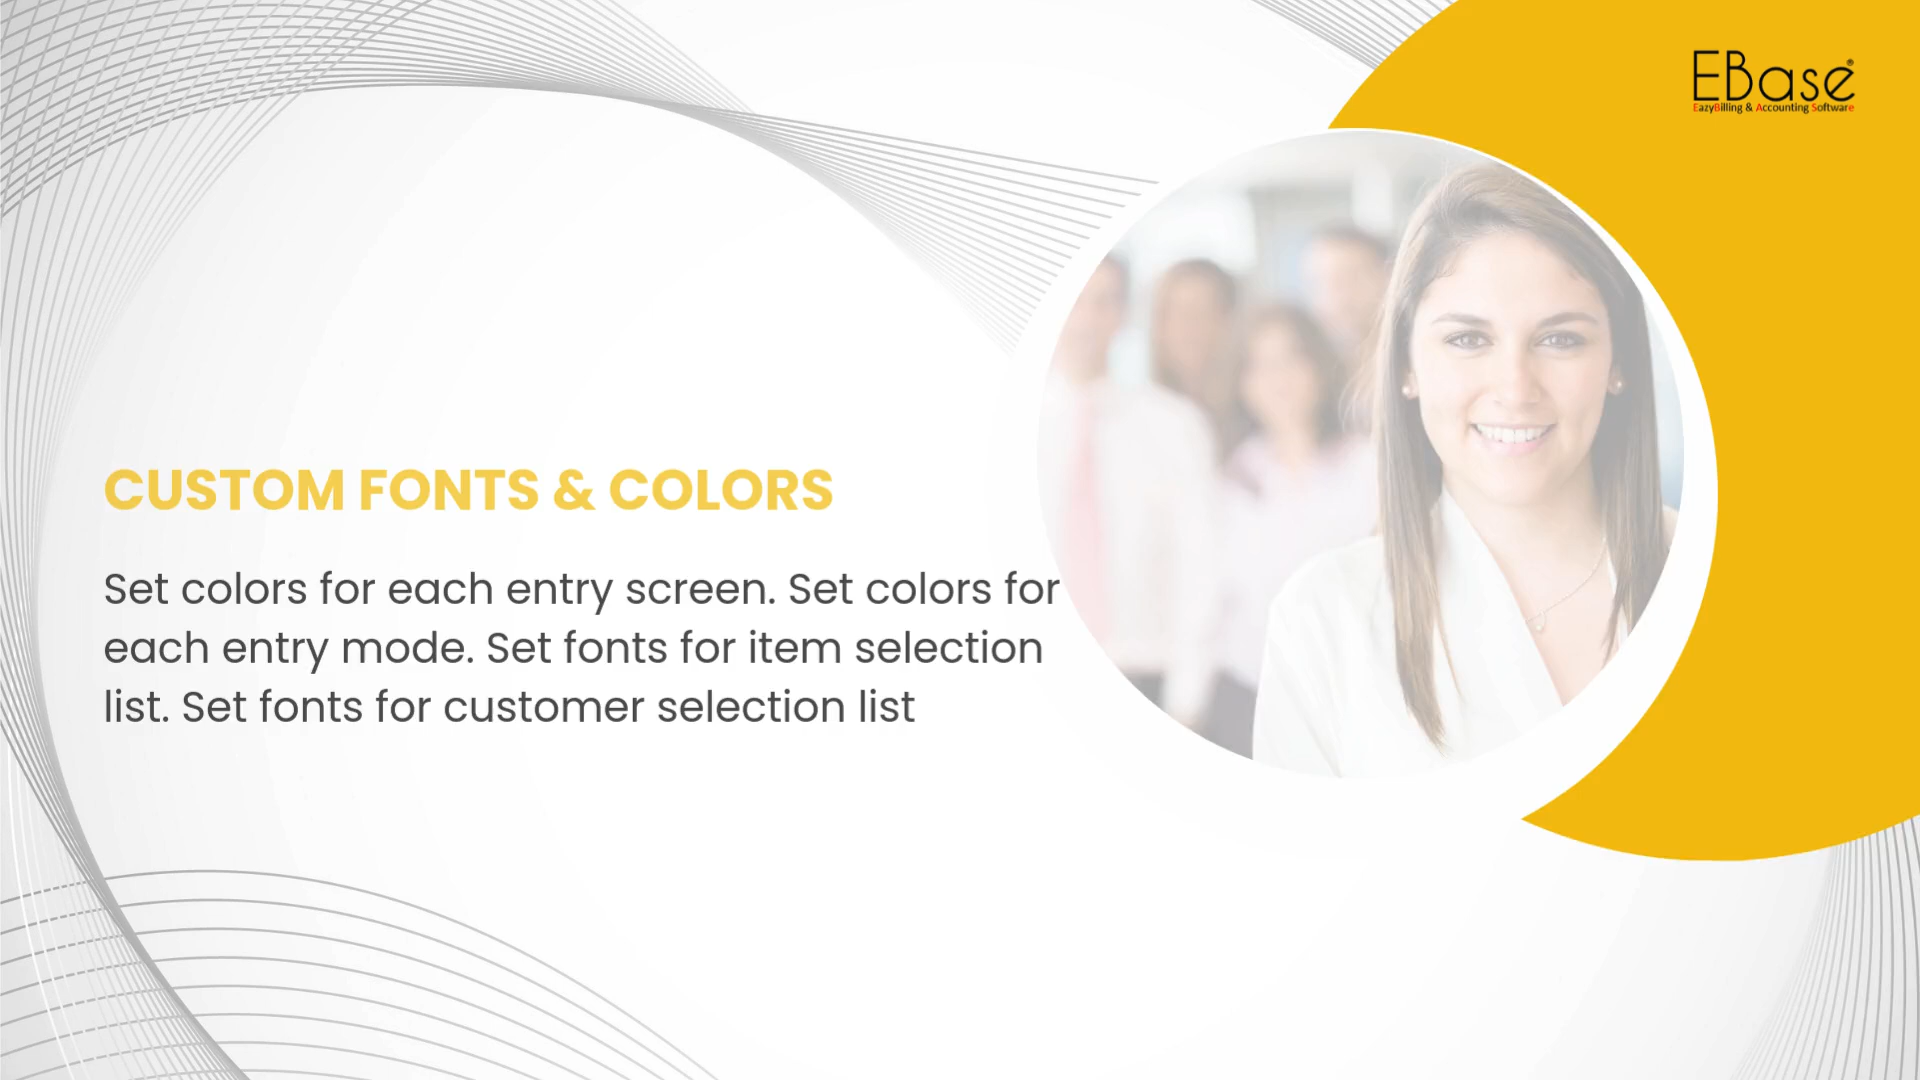 EBase®
EazyBilling & Accounting Software
CUSTOM FONTS & COLORS
Set colors for each entry screen. Set colors for
each entry mode. Set fonts for item selection
list. Set fonts for customer selection list